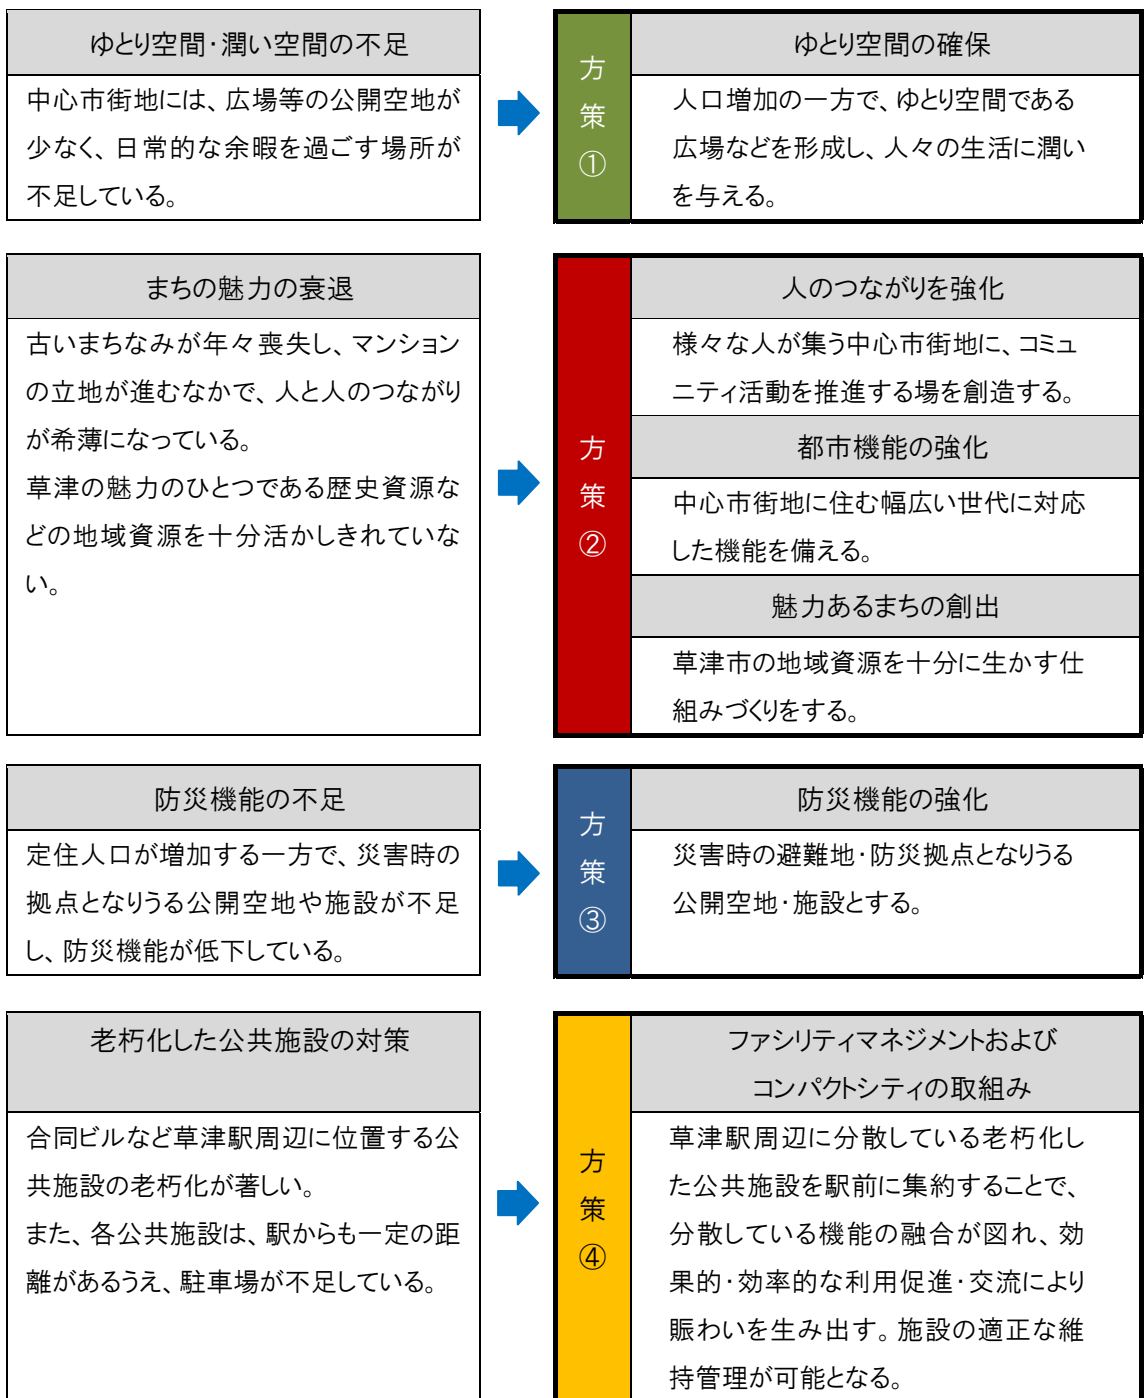 ゆとり空間・潤い空間の不足
中心市街地には、広場等の公開空地が
少なく、日常的な余暇を過ごす場所が
不足している。
方
策
①
ゆとり空間の確保
人口増加の一方で、ゆとり空間である
広場などを形成し、人々の生活に潤い
を与える。
まちの魅力の衰退
古いまちなみが年々喪失し、マンション
の立地が進むなかで、人と人のつながり
が希薄になっている。
草津の魅力のひとつである歴史資源な
どの地域資源を十分活かしきれていな
い。
方
策
②
人のつながりを強化
様々な人が集う中心市街地に、コミュ
ニティ活動を推進する場を創造する。
都市機能の強化
中心市街地に住む幅広い世代に対応
した機能を備える。
魅力あるまちの創出
草津市の地域資源を十分に生かす仕
組みづくりをする。
防災機能の不足
定住人口が増加する一方で、災害時の
拠点となりうる公開空地や施設が不足
し、防災機能が低下している。
方
策
③
防災機能の強化
災害時の避難地・防災拠点となりうる
公開空地・施設とする。
老朽化した公共施設の対策
合同ビルなど草津駅周辺に位置する公
共施設の老朽化が著しい。
また、各公共施設は、駅からも一定の距
離があるうえ、駐車場が不足している。
方
策
④
ファシリティマネジメントおよび
コンパクトシティの取組み
草津駅周辺に分散している老朽化し
た公共施設を駅前に集約することで、
分散している機能の融合が図れ、効
果的・効率的な利用促進・交流により
賑わいを生み出す。施設の適正な維
持管理が可能となる。